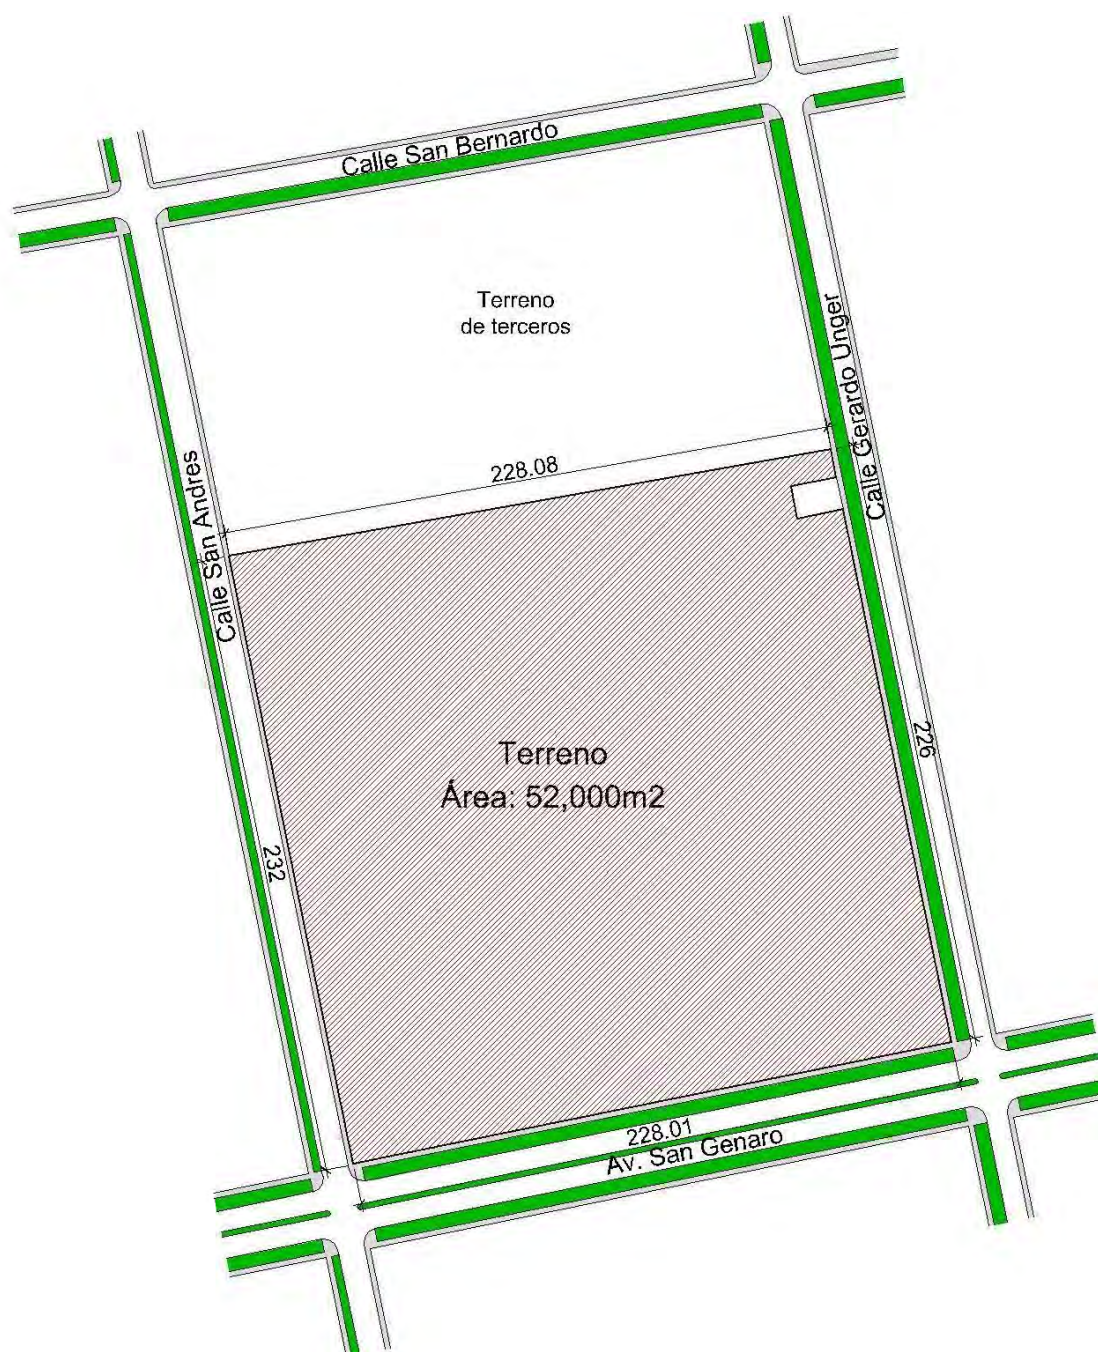 Calle San Bernardo
Terreno
de terceros
Calle Gerardo Unger
228.08
Calle San Andres
Terreno
Área: 52,000m2
226
232
228.01
Av. San Genaro